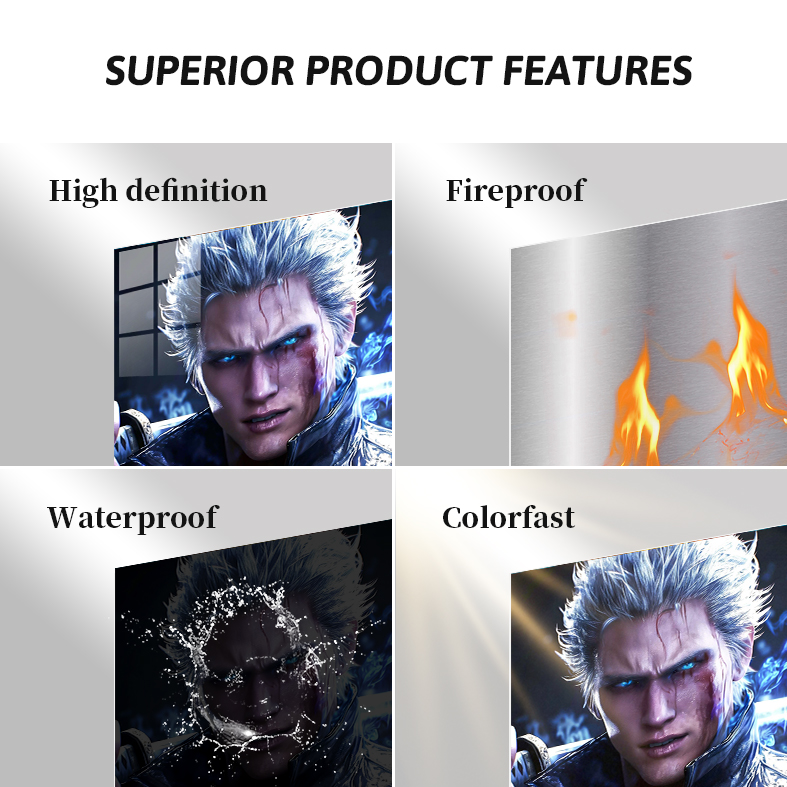 SUPERIOR PRODUCT FEATURES
High definition
Fireproof
Waterproof
Colorfast